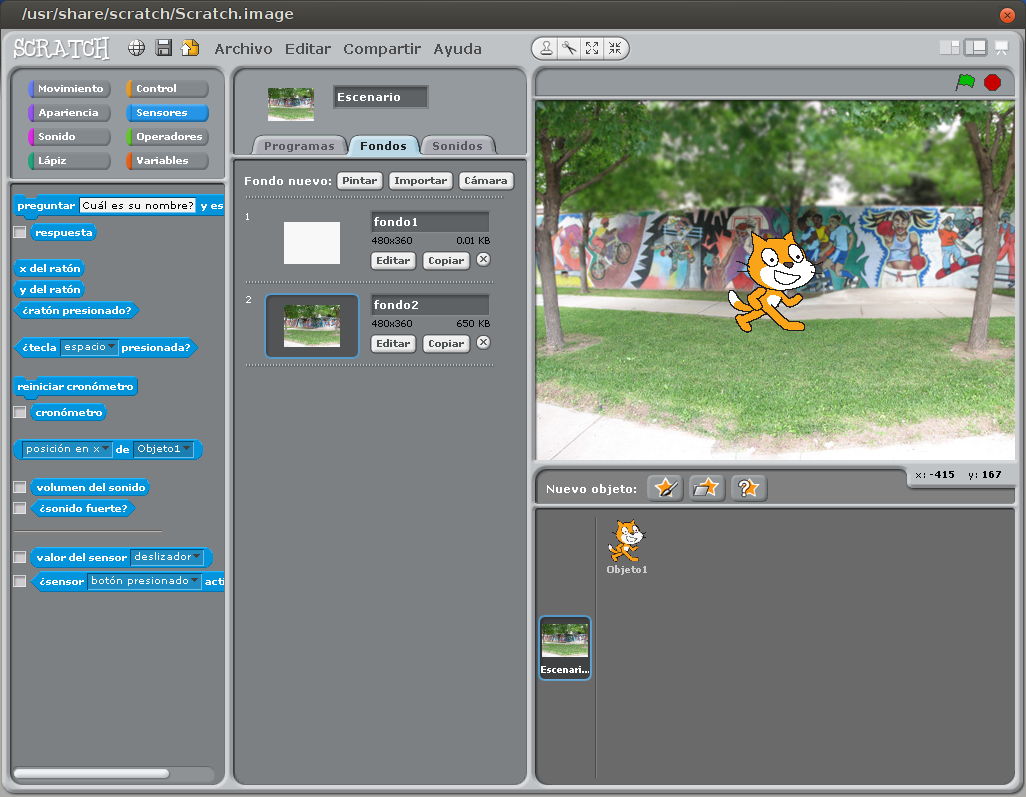 /usr/share/scratch/Scratch.image
SCRATCH
Archivo Editar Compartir Ayuda
Movimiento Control
Apariencia Sensores
Sonido Operadores
Lápiz Variables
preguntar Cuál es su nombre? y es
respuesta
x del ratón
y del ratón
¿ratón presionado?
¿tecla espacio presionada?
reiniciar cronómetro
cronómetro
posición en x de Objeto1
volumen del sonido
¿sonido fuerte?
valor del sensor deslizador
¿sensor botón presionado acti
Escenario
Programas Fondos Sonidos
Fondo nuevo: Pintar Importar Cámara
1
fondo1
480x360 0.01 KB
Editar Copiar
2
fondo2
480x360 650 KB
Editar Copiar
x: -415 y: 167
Nuevo objeto:
Objeto1
Escenari...